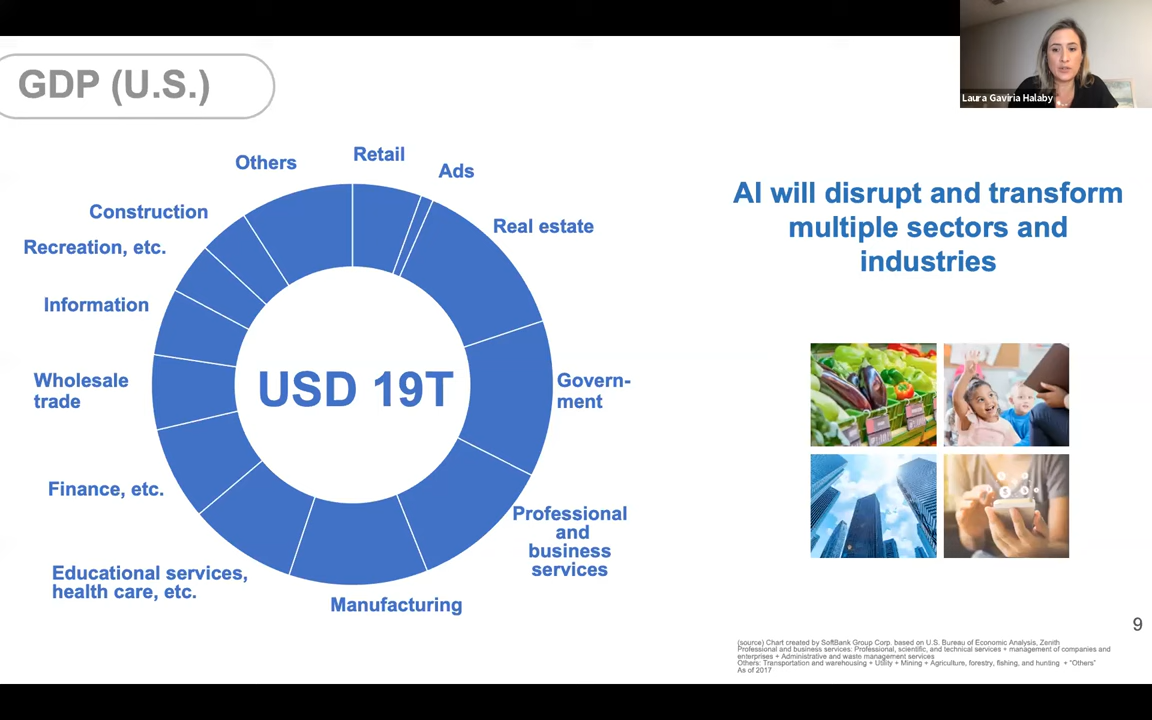 Laura Gaviria Halaby
GDP (U.S.)
Others
Retail
Ads
Construction
Real estate
Recreation, etc.
Information
Wholesale
trade
USD 19T
Govern-
ment
Finance, etc.
Professional
and
business
services
Educational services,
health care, etc.
Manufacturing
AI will disrupt and transform
multiple sectors and
industries
9
(source) Chart created by SoftBank Group Corp. based on U.S. Bureau of Economic Analysis, Zenith
Professional and business services: Professional, scientific, and technical services + management of companies and
enterprises + Administrative and waste management services
Others: Transportation and warehousing + Utility + Mining + Agriculture, forestry, fishing, and hunting + "Others"
As of 2017